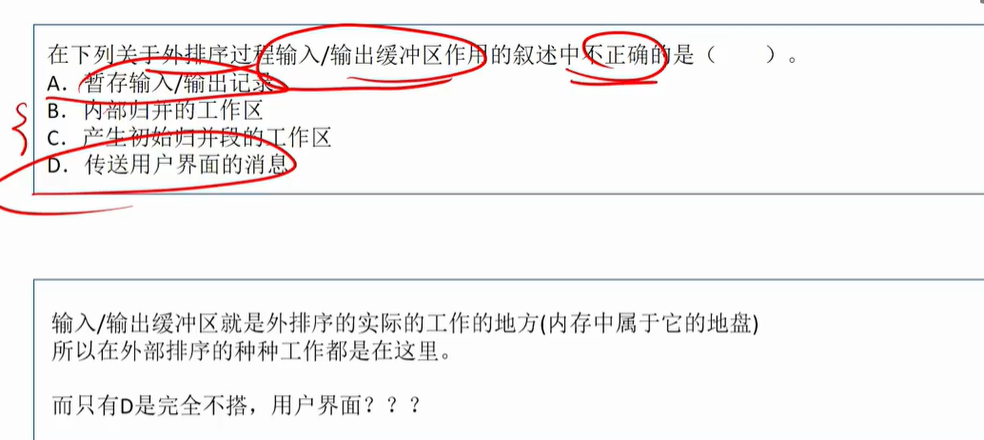 在下列关于外排序过程输入/输出缓冲区作用的叙述中不正确的是（　　）。
A．暂存输入/输出记录
B．内部归并的工作区
C．产生初始归并段的工作区
D．传送用户界面的消息
输入/输出缓冲区就是外排序的实际的工作的地方(内存中属于它的地盘)
所以在外部排序的种种工作都是在这里。
而只有D是完全不搭，用户界面？？？